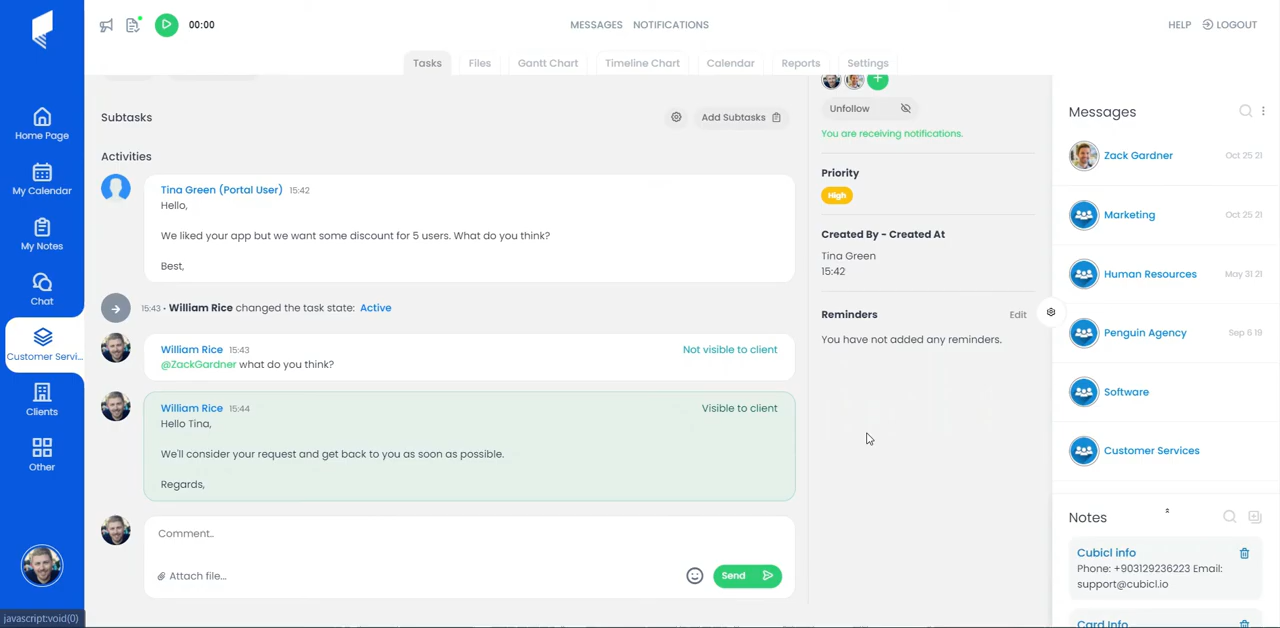 00:00
MESSAGES NOTIFICATIONS
HELP LOGOUT
Tasks Files Gantt Chart Timeline Chart Calendar Reports Settings
Home Page
My Calendar
My Notes
Chat
Customer Servi...
Clients
Other
Subtasks
Add Subtasks
Activities
Tina Green (Portal User) 15:42
Hello,
We liked your app but we want some discount for 5 users. What do you think?
Best,
15:43 • William Rice changed the task state: Active
William Rice 15:43 Not visible to client
@ZackGardner what do you think?
William Rice 15:44 Visible to client
Hello Tina,
We'll consider your request and get back to you as soon as possible.
Regards,
Comment..
Attach file...
Send
Unfollow
You are receiving notifications.
Priority
High
Created By - Created At
Tina Green
15:42
Reminders Edit
You have not added any reminders.
Messages
Zack Gardner Oct 25 21
Marketing Oct 25 21
Human Resources May 31 21
Penguin Agency Sep 6 19
Software
Customer Services
Notes
Cubicl info
Phone: +903129236223 Email:
support@cubicl.io
Card Info
javascript:void(0)